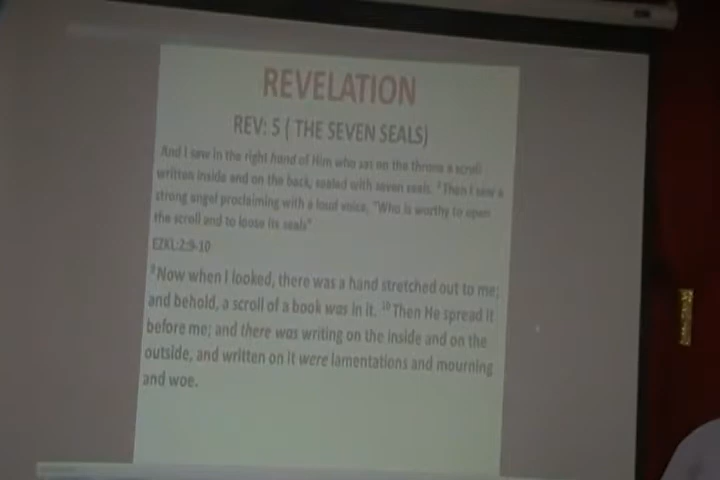 REVELATION
REV: 5 ( THE SEVEN SEALS)
And I saw in the right hand of Him who sat on the throne a scroll
written inside and on the back, sealed with seven seals. ²Then I saw a
strong angel proclaiming with a loud voice, "Who is worthy to open
the scroll and to loose its seals"
EZKL:2:9-10
⁹Now when I looked, there was a hand stretched out to me;
and behold, a scroll of a book was in it. ¹⁰Then He spread it
before me; and there was writing on the inside and on the
outside, and written on it were lamentations and mourning
and woe.